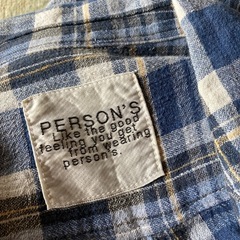 PERSON'S
Like the good
feeling you get
from wearing
person's.